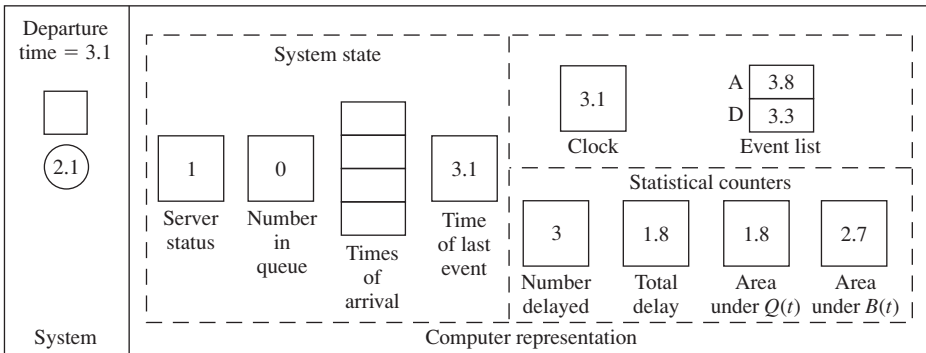 Departure
time = 3.1
2.1
System
System state
1
Server
status
0
Number
in
queue
Times
of
arrival
3.1
Time
of last
event
3.1
Clock
A 3.8
D 3.3
Event list
Statistical counters
3
Number
delayed
1.8
Total
delay
1.8
Area
under Q(t)
2.7
Area
under B(t)
Computer representation